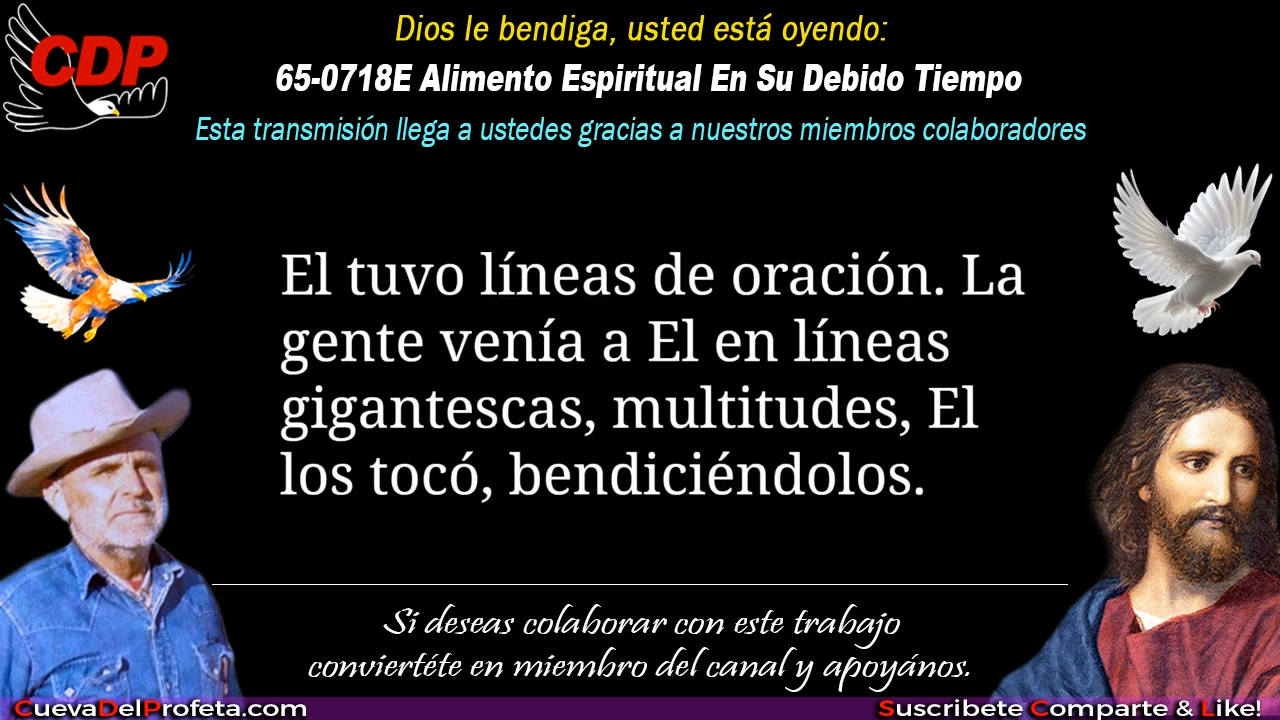 CDP
Dios le bendiga, usted está oyendo:
65-0718E Alimento Espiritual En Su Debido Tiempo
Esta transmisión llega a ustedes gracias a nuestros miembros colaboradores
El tuvo líneas de oración. La
gente venía a El en líneas
gigantescas, multitudes, El
los tocó, bendiciéndolos.
Si deseas colaborar con este trabajo
conviertéte en miembro del canal y apoyános.
CuevaDelProfeta.com
Suscribete Comparte & Like!